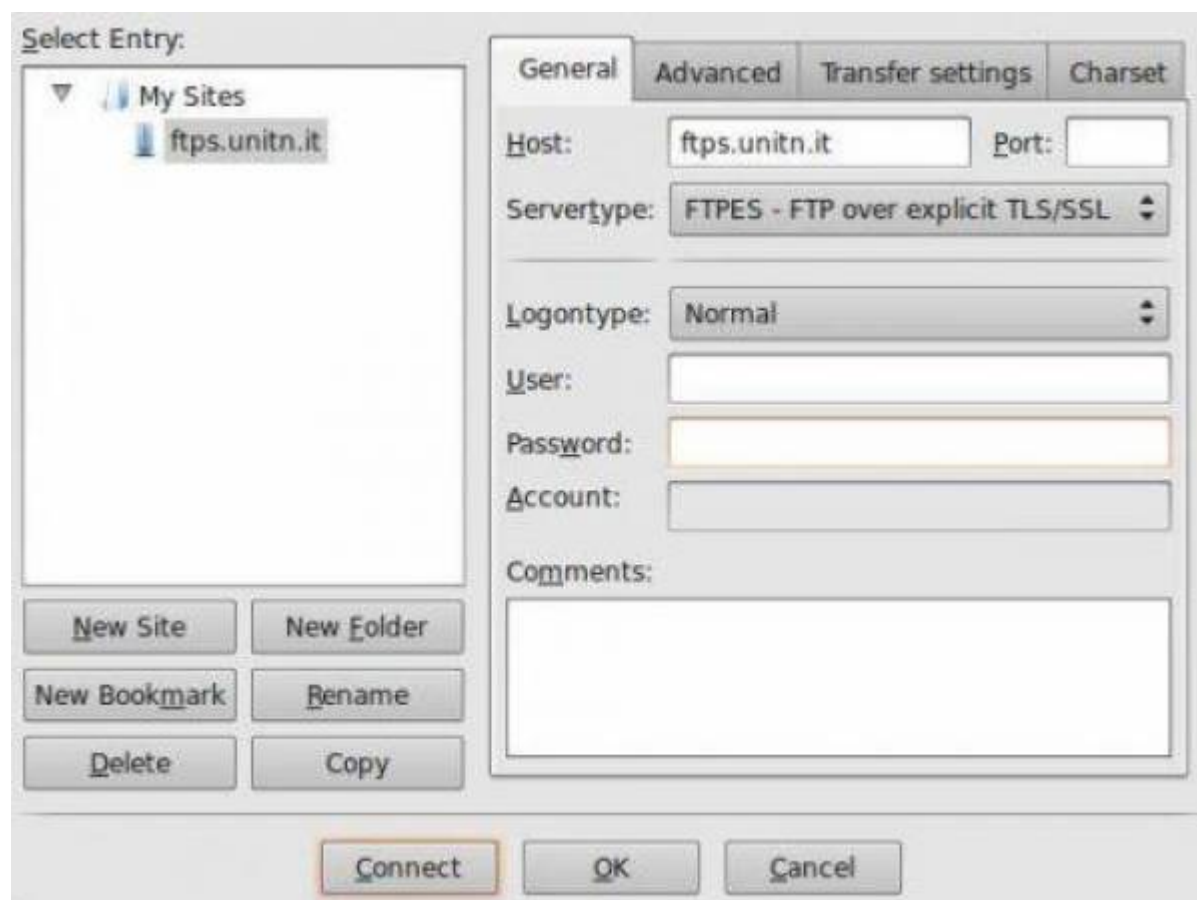 Select Entry:
My Sites
ftps.unitn.it
New Site
New Folder
New Bookmark
Rename
Delete
Copy
General
Advanced
Transfer settings
Charset
Host:
ftps.unitn.it
Port:
Servertype:
FTPES - FTP over explicit TLS/SSL
Logontype:
Normal
User:
Password:
Account:
Comments:
Connect
OK
Cancel